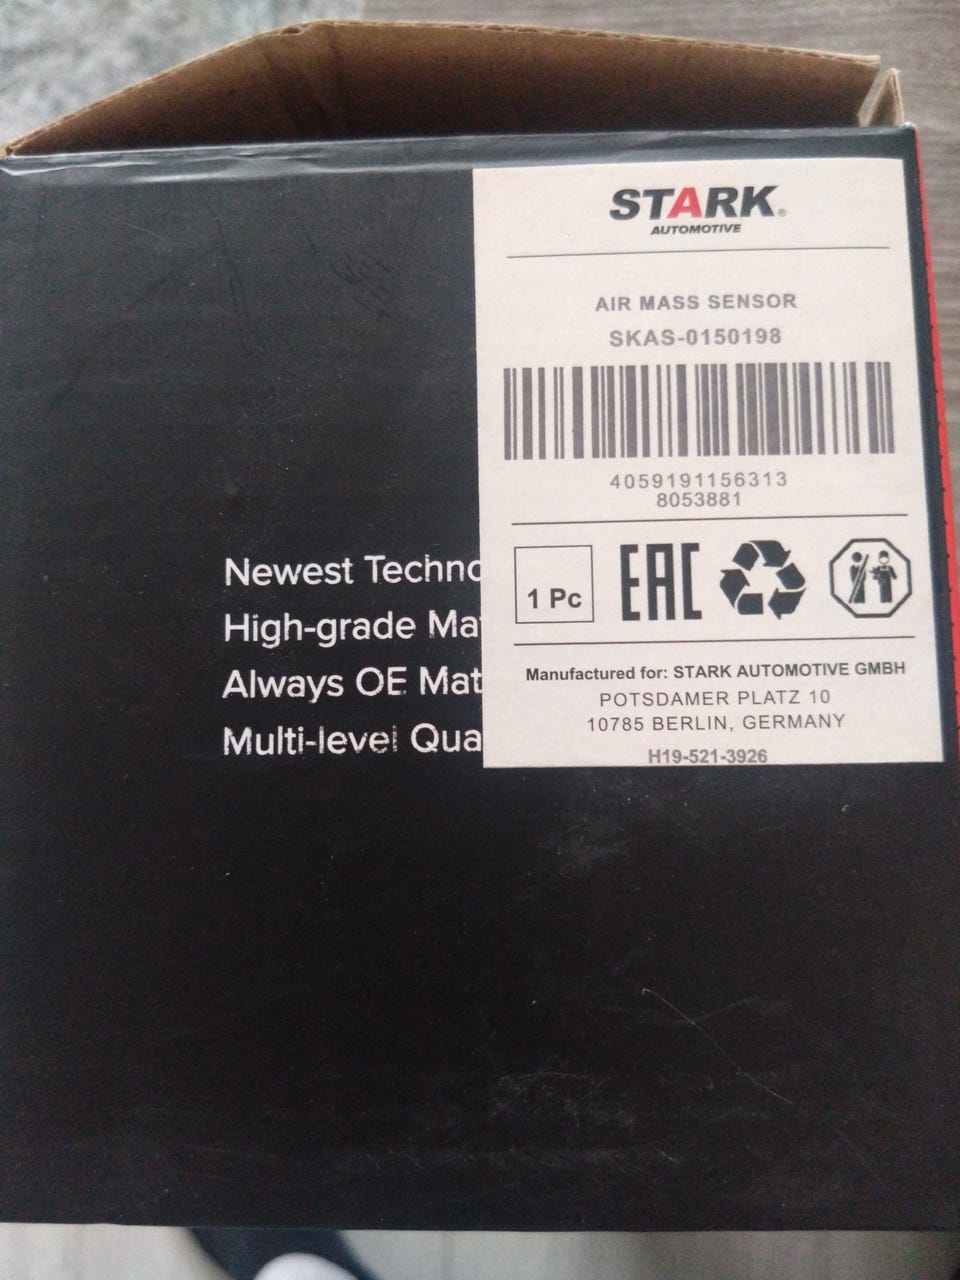 STARK®
AUTOMOTIVE
AIR MASS SENSOR
SKAS-0150198
4059191156313
8053881
1 Pc
EAC
Manufactured for: STARK AUTOMOTIVE GMBH
POTSDAMER PLATZ 10
10785 BERLIN, GERMANY
H19-521-3926
Newest Techno
High-grade Mat
Always OE Mat
Multi-level Qua